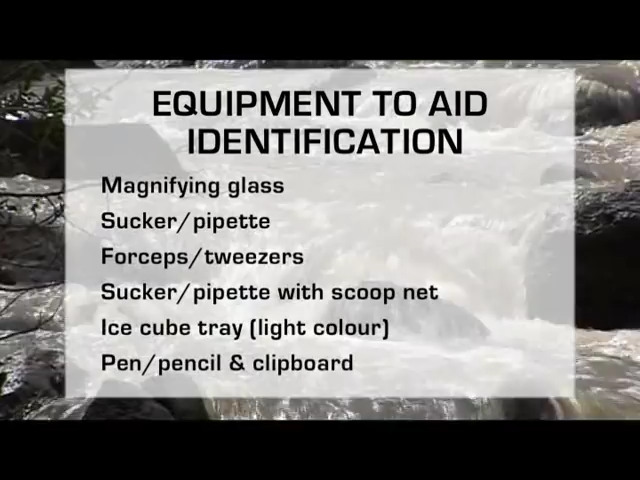 EQUIPMENT TO AID
IDENTIFICATION
Magnifying glass
Sucker/pipette
Forceps/tweezers
Sucker/pipette with scoop net
Ice cube tray (light colour)
Pen/pencil & clipboard